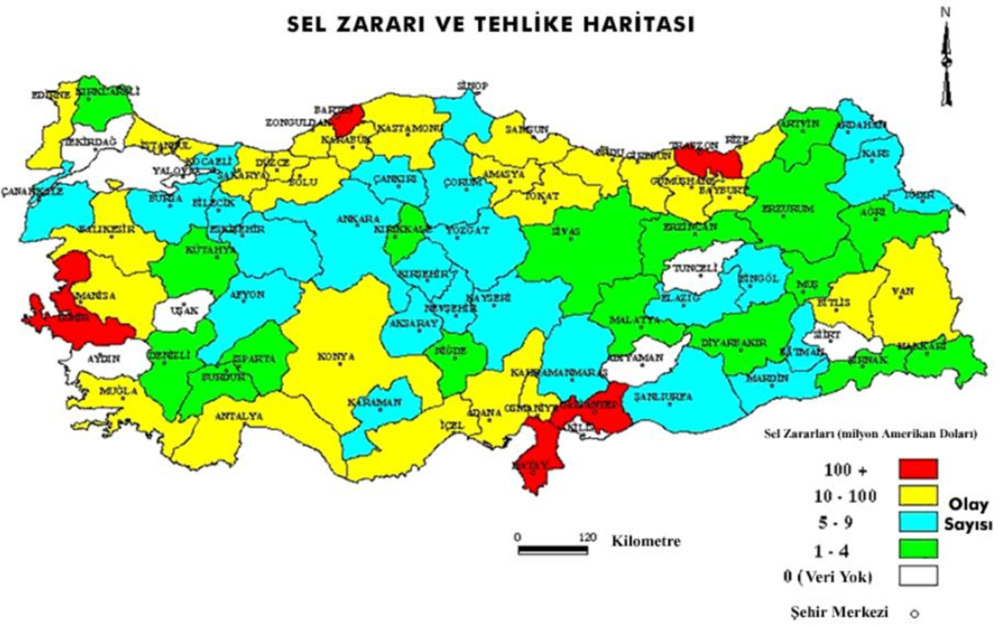 SEL ZARARI VE TEHLİKE HARİTASI
N
SİNOP
EDİRNE
KIRKLARELİ
BARTIN
ZONGULDAK
KASTAMONU
SAMSUN
ARTVİN
ARDAHAN
TEKİRDAĞ
İSTANBUL
KARABÜK
ORDU
GİRESUN
TRABZON
RİZE
KARS
KOCAELİ
YALOVA
SAKARYA
DÜZCE
BOLU
ÇANKIRI
ÇORUM
AMASYA
TOKAT
GÜMÜŞHANE
BAYBURT
ÇANAKKALE
BURSA
BİLECİK
IĞDIR
ERZURUM
AĞRI
BALIKESİR
ESKİŞEHİR
ANKARA
KIRIKKALE
YOZGAT
SİVAS
ERZİNCAN
KÜTAHYA
KIRŞEHİR
TUNCELİ
BİNGÖL
MUŞ
VAN
MANİSA
UŞAK
AFYON
NEVŞEHİR
KAYSERİ
ELAZIĞ
BİTLİS
İZMİR
AKSARAY
MALATYA
SİİRT
AYDIN
DENİZLİ
ISPARTA
KONYA
NİĞDE
DİYARBAKIR
BATMAN
HAKKARİ
BURDUR
KAHRAMANMARAŞ
ADIYAMAN
ŞIRNAK
MUĞLA
MARDİN
ANTALYA
KARAMAN
İÇEL
ADANA
OSMANİYE
GAZİANTEP
ŞANLIURFA
KİLİS
HATAY
Sel Zararları (milyon Amerikan Doları)
100 +
10 - 100
5 - 9
1 - 4
0 (Veri Yok)
Olay
Sayısı
0 120 Kilometre
Şehir Merkezi